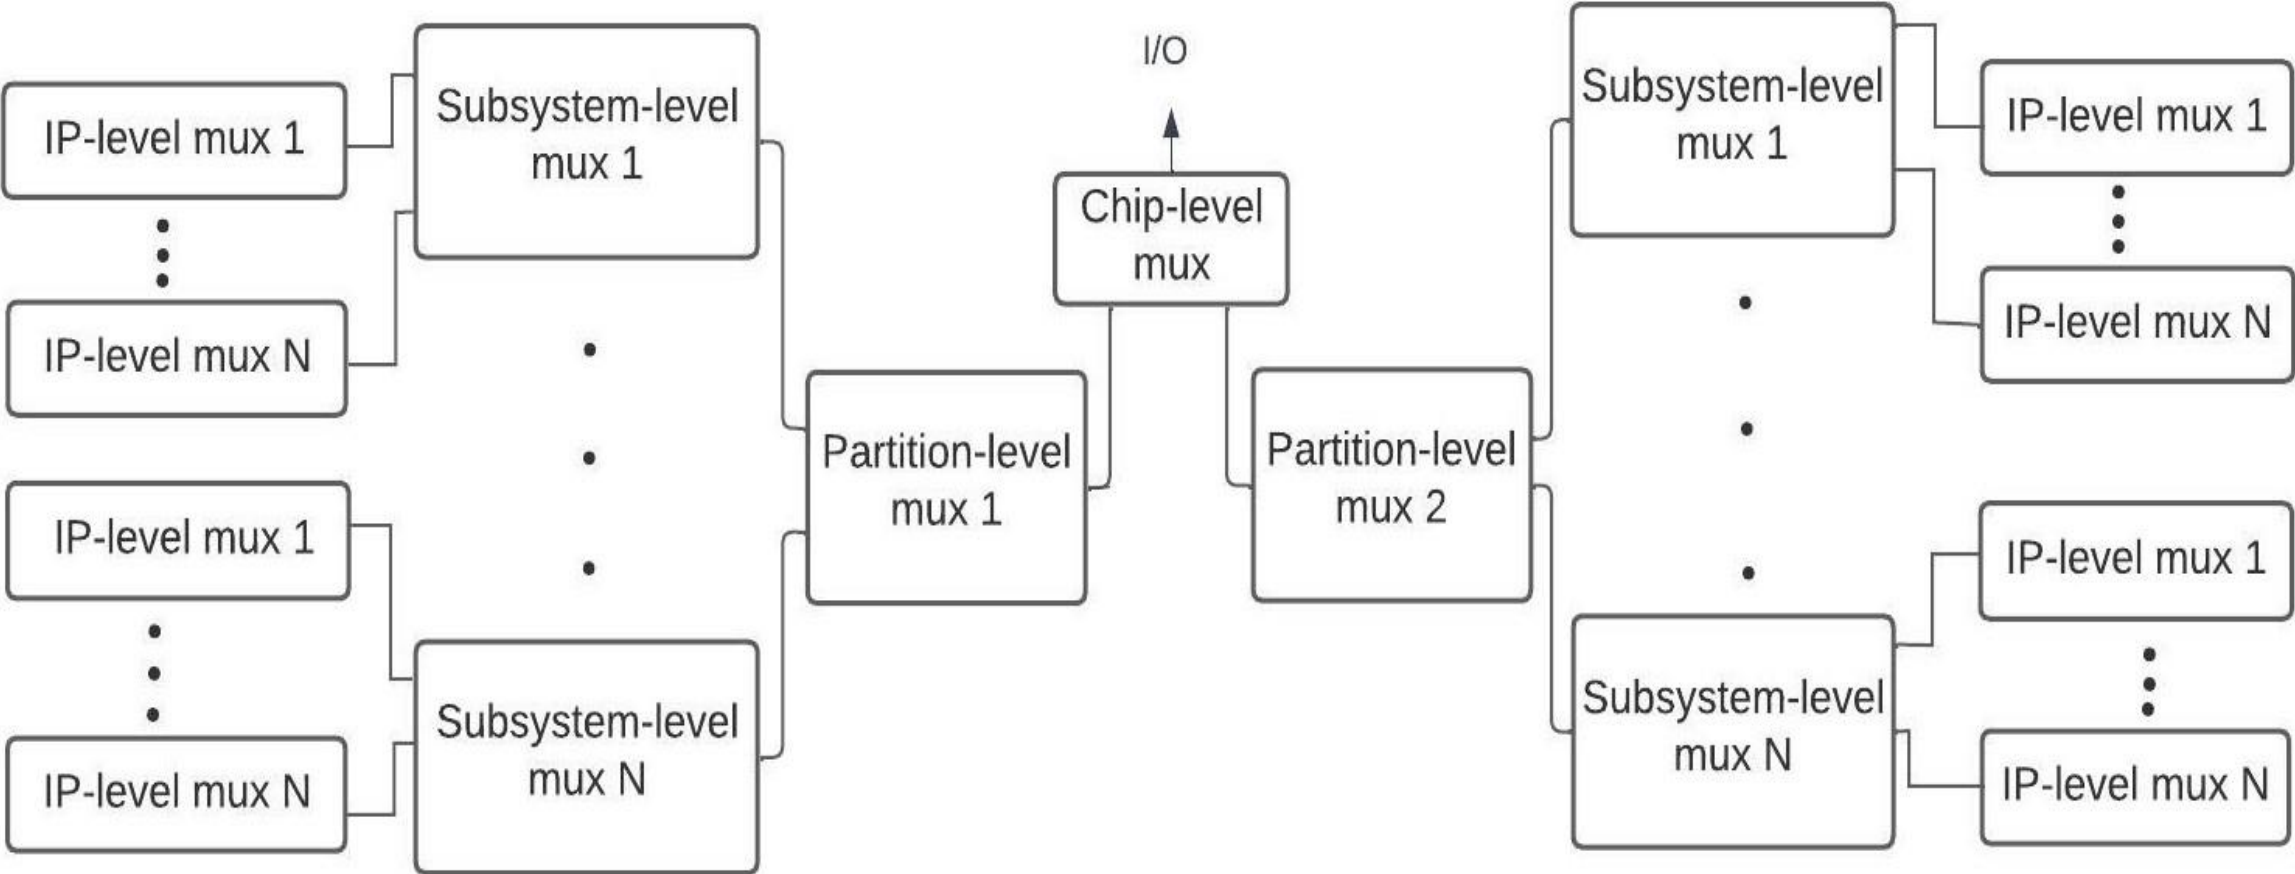 IP-level mux 1
IP-level mux N
IP-level mux 1
IP-level mux N
Subsystem-level
mux 1
Subsystem-level
mux N
Partition-level
mux 1
I/O
Chip-level
mux
Partition-level
mux 2
Subsystem-level
mux 1
Subsystem-level
mux N
IP-level mux 1
IP-level mux N
IP-level mux 1
IP-level mux N